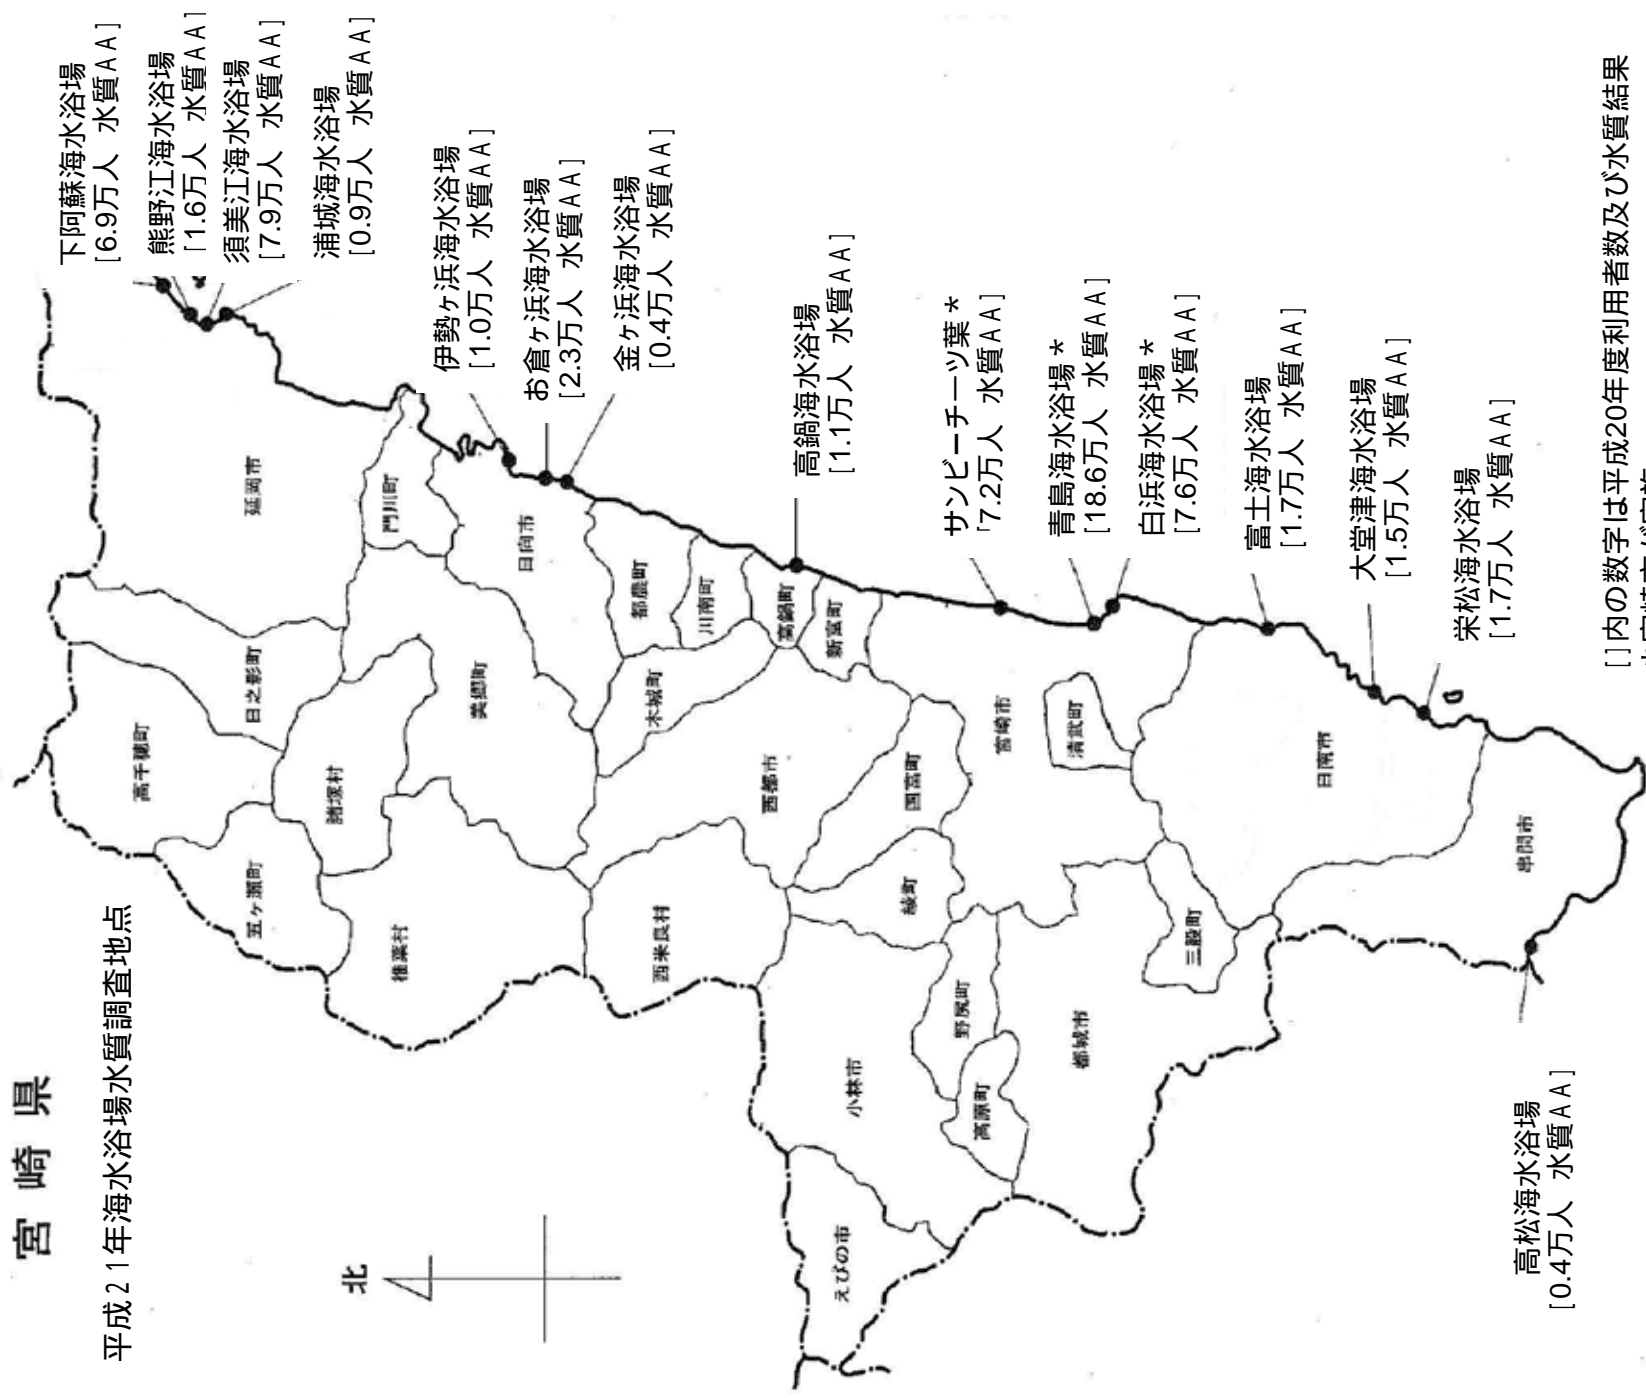 宮崎県
平成21年海水浴場水質調査地点
北
下阿蘇海水浴場
[6.9万人 水質AA]
熊野江海水浴場
[1.6万人 水質AA]
須美江海水浴場
[7.9万人 水質AA]
浦城海水浴場
[0.9万人 水質AA]
伊勢ヶ浜海水浴場
[1.0万人 水質AA]
お倉ヶ浜海水浴場
[2.3万人 水質AA]
金ヶ浜海水浴場
[0.4万人 水質AA]
高鍋海水浴場
[1.1万人 水質AA]
サンビーチ一ツ葉*
[7.2万人 水質AA]
青島海水浴場*
[18.6万人 水質AA]
白浜海水浴場*
[7.6万人 水質AA]
富士海水浴場
[1.7万人 水質AA]
大堂津海水浴場
[1.5万人 水質AA]
栄松海水浴場
[1.7万人 水質AA]
高松海水浴場
[0.4万人 水質AA]
高千穂町
日之影町
延岡市
五ヶ瀬町
諸塚村
門川町
椎葉村
美郷町
日向市
西米良村
木城町
都農町
川南町
西都市
高鍋町
新富町
えびの市
小林市
綾町
国富町
高原町
野尻町
宮崎市
清武町
都城市
三股町
日南市
串間市
[]内の数字は平成20年度利用者数及び水質結果